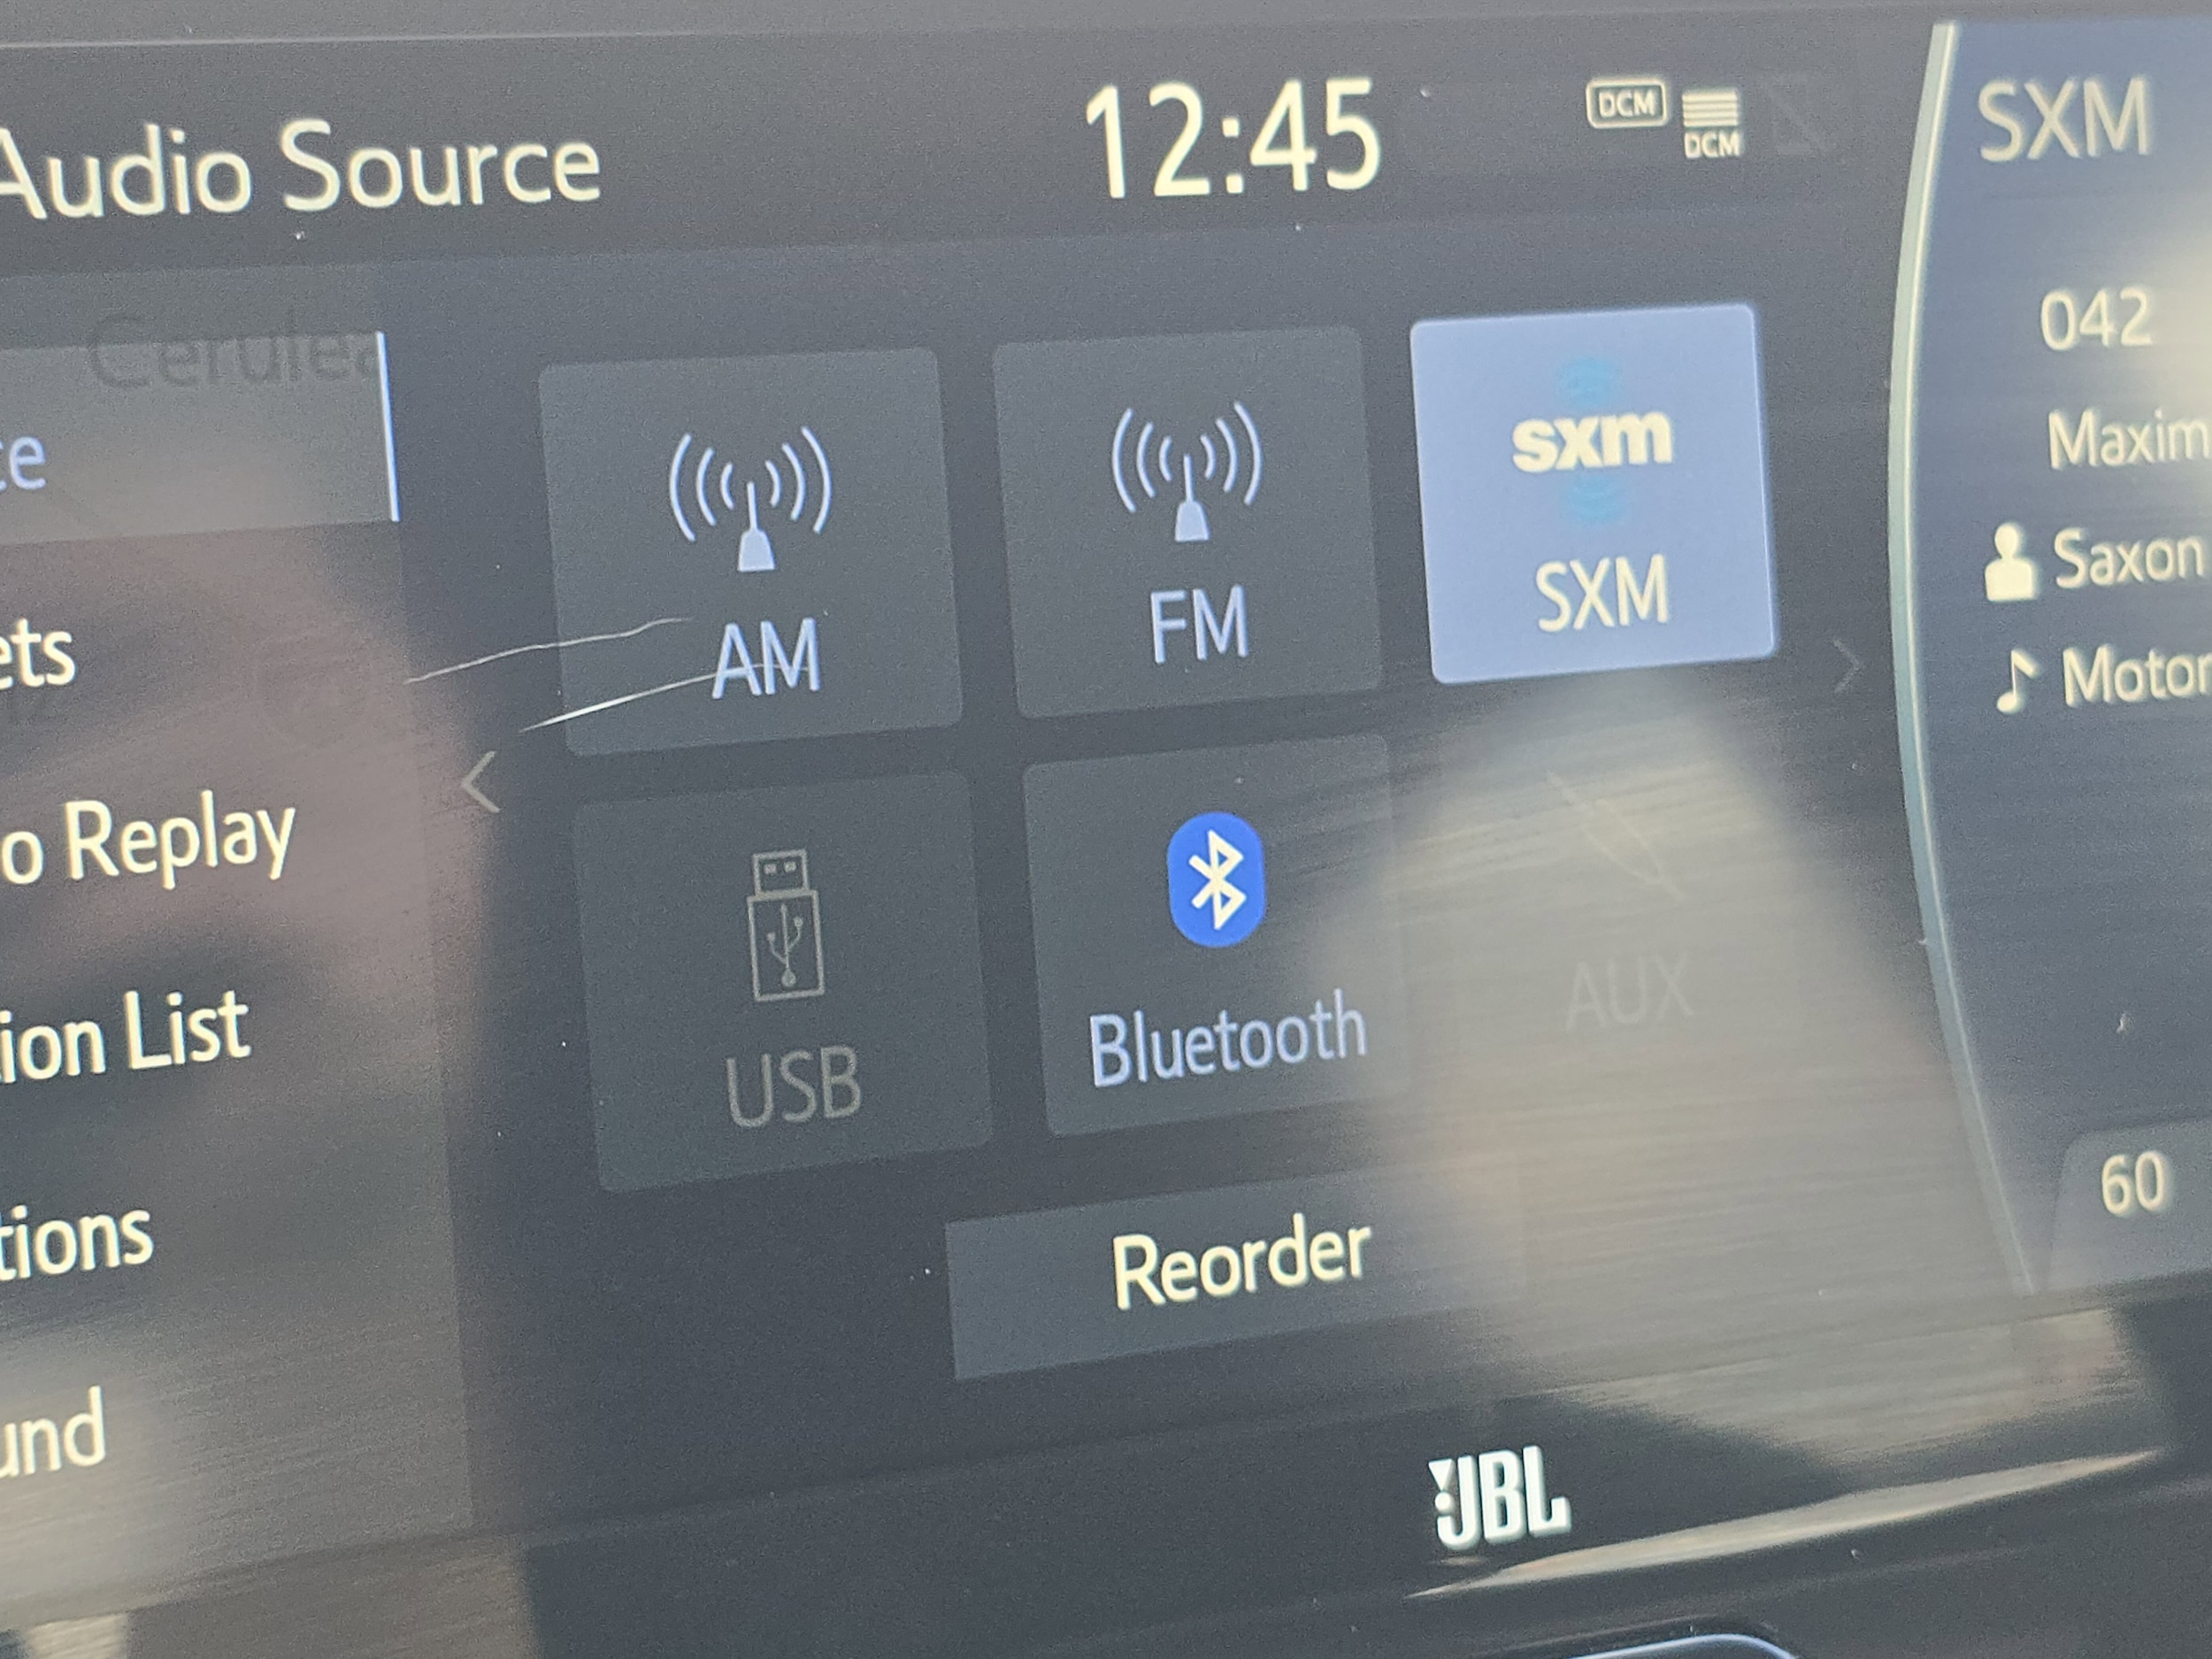 Audio Source
12:45
DCM
DCM
SXM
Cerulea
ce
ets
o Replay
ion List
tions
und
AM
FM
sxm
SXM
USB
Bluetooth
AUX
Reorder
042
Maxim
Saxon
Motor
60
JBL